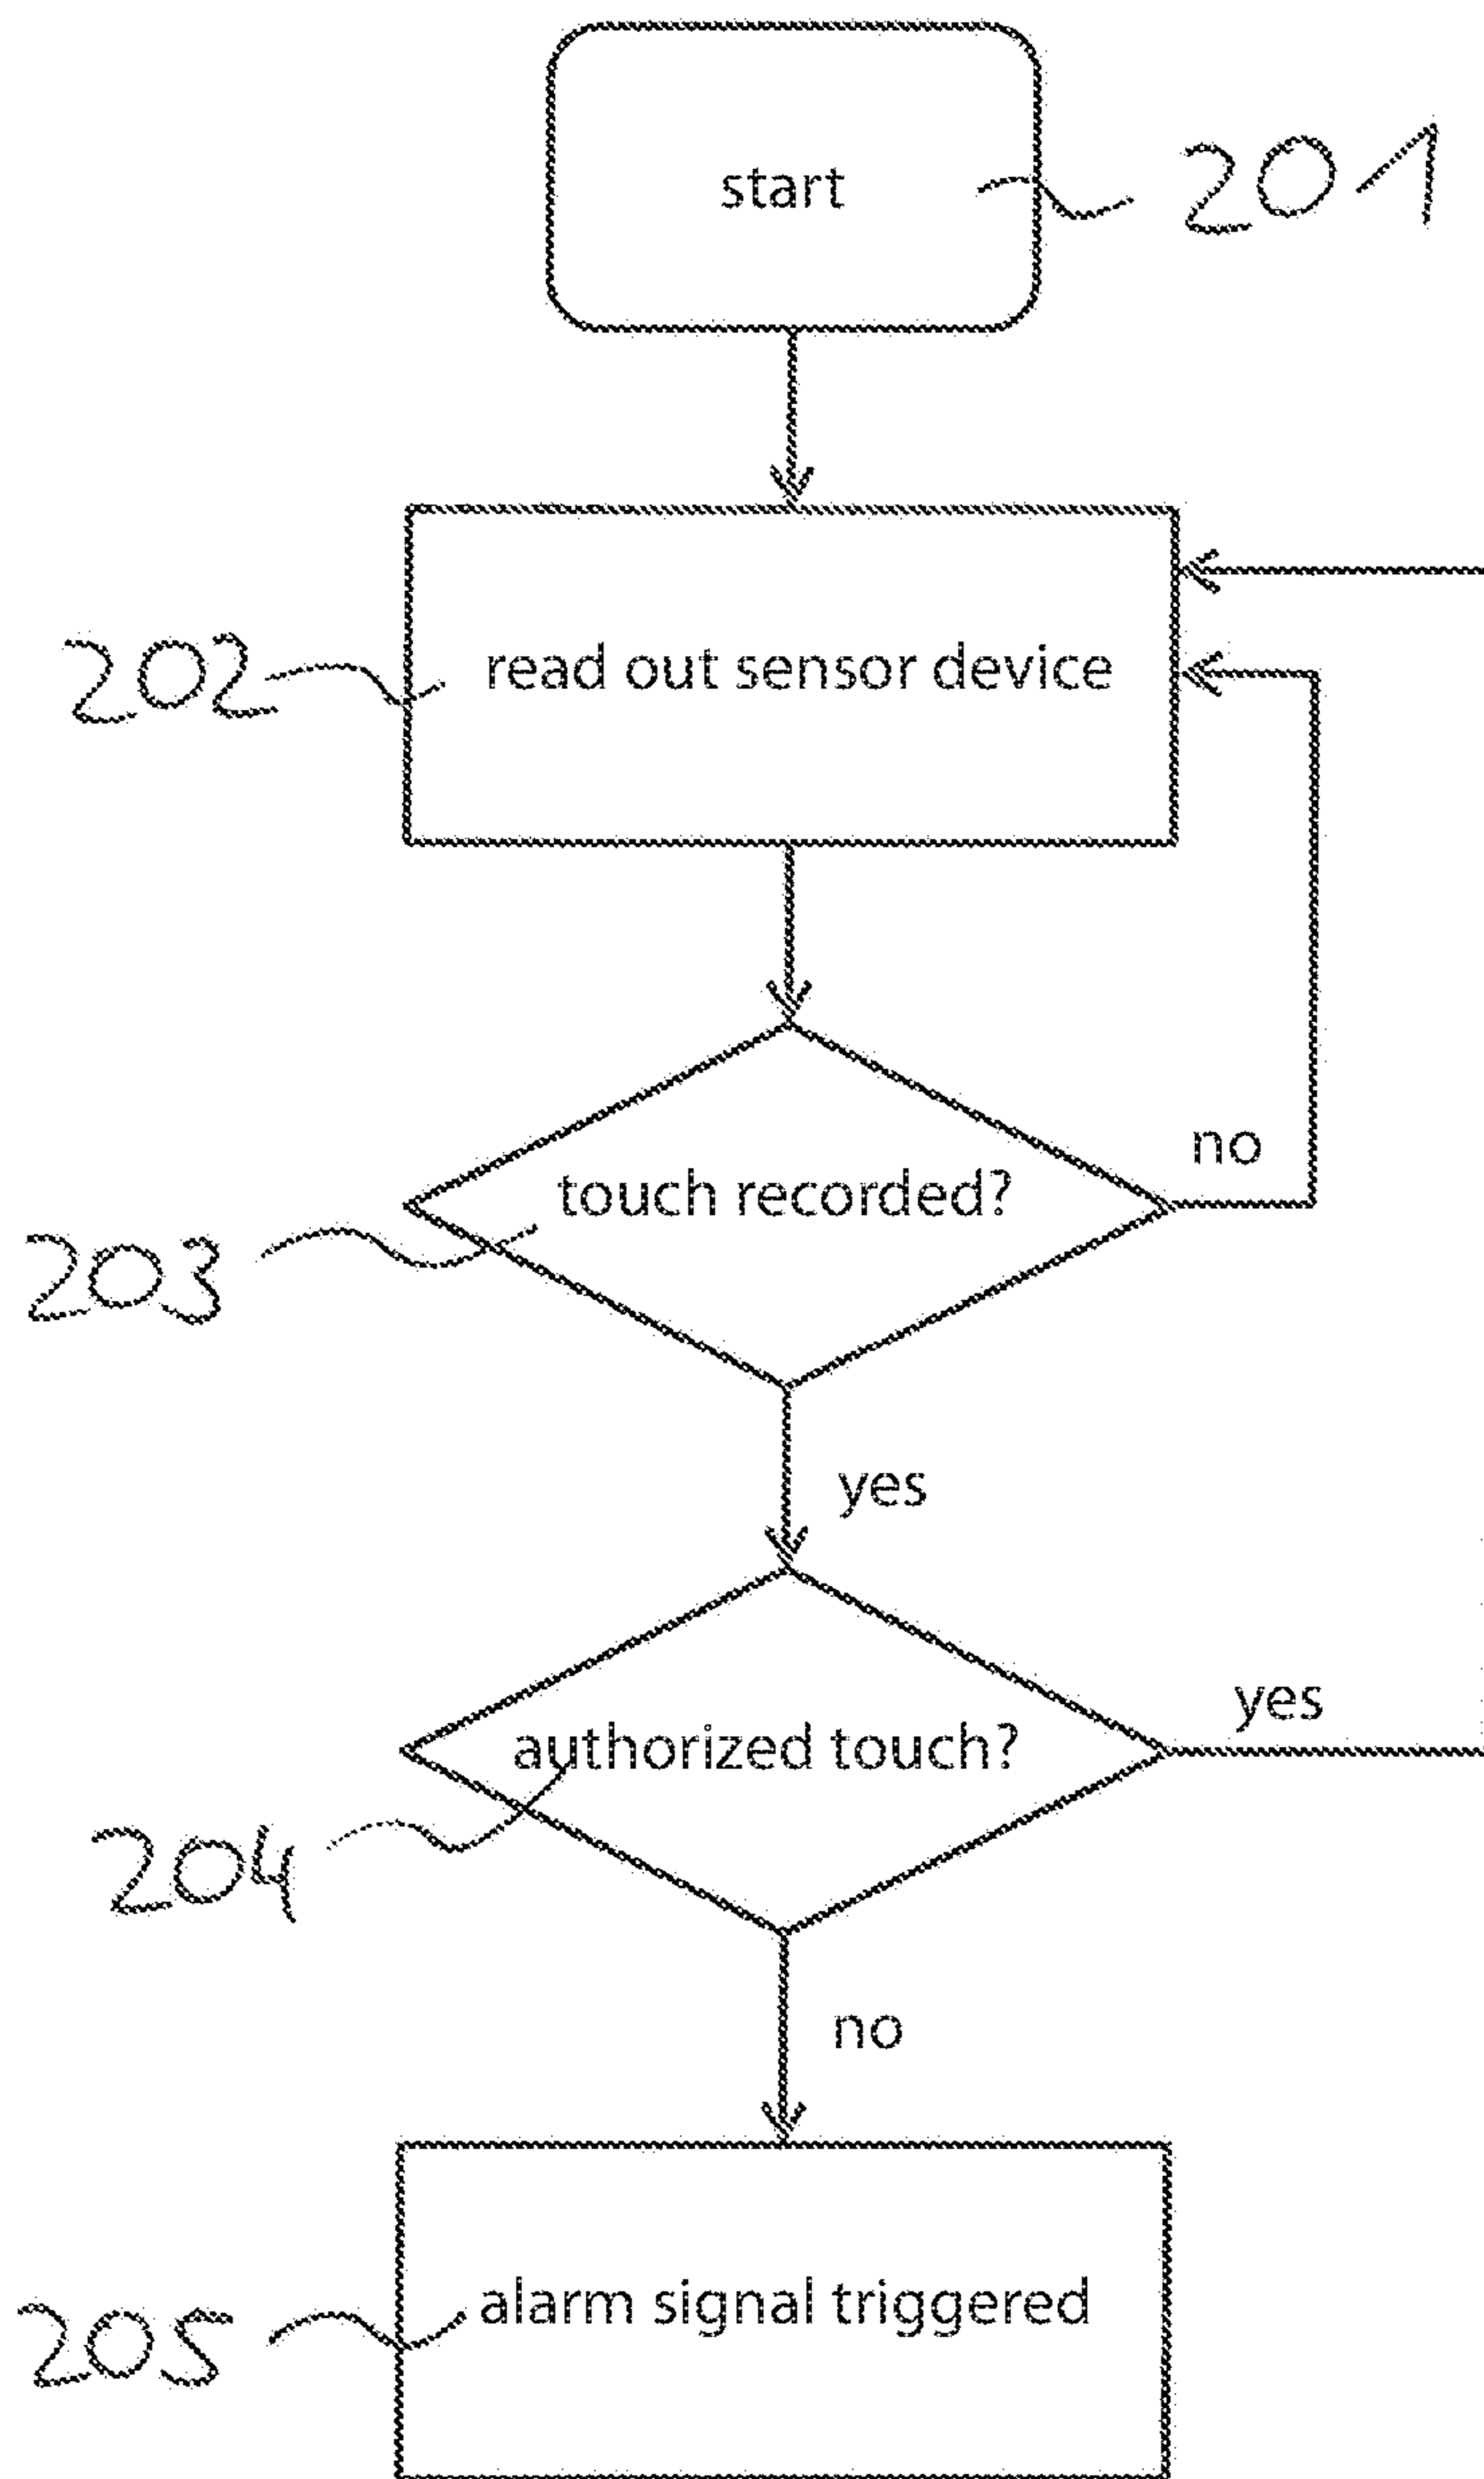 start
201
202
read out sensor device
no
touch recorded?
203
yes
yes
authorized touch?
204
no
alarm signal triggered
205